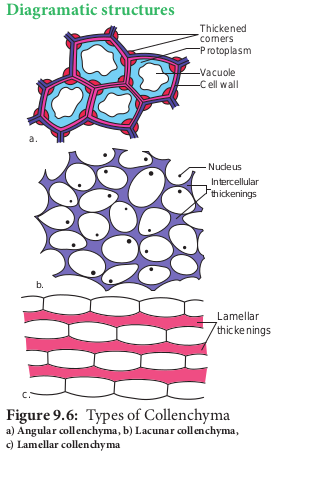 Diagramatic structures
Thickened
corners
Protoplasm
Vacuole
Cell wall
a.
Nucleus
Intercellular
thickenings
b.
Lamellar
thickenings
c.
Figure 9.6: Types of Collenchyma
a) Angular collenchyma, b) Lacunar collenchyma,
c) Lamellar collenchyma